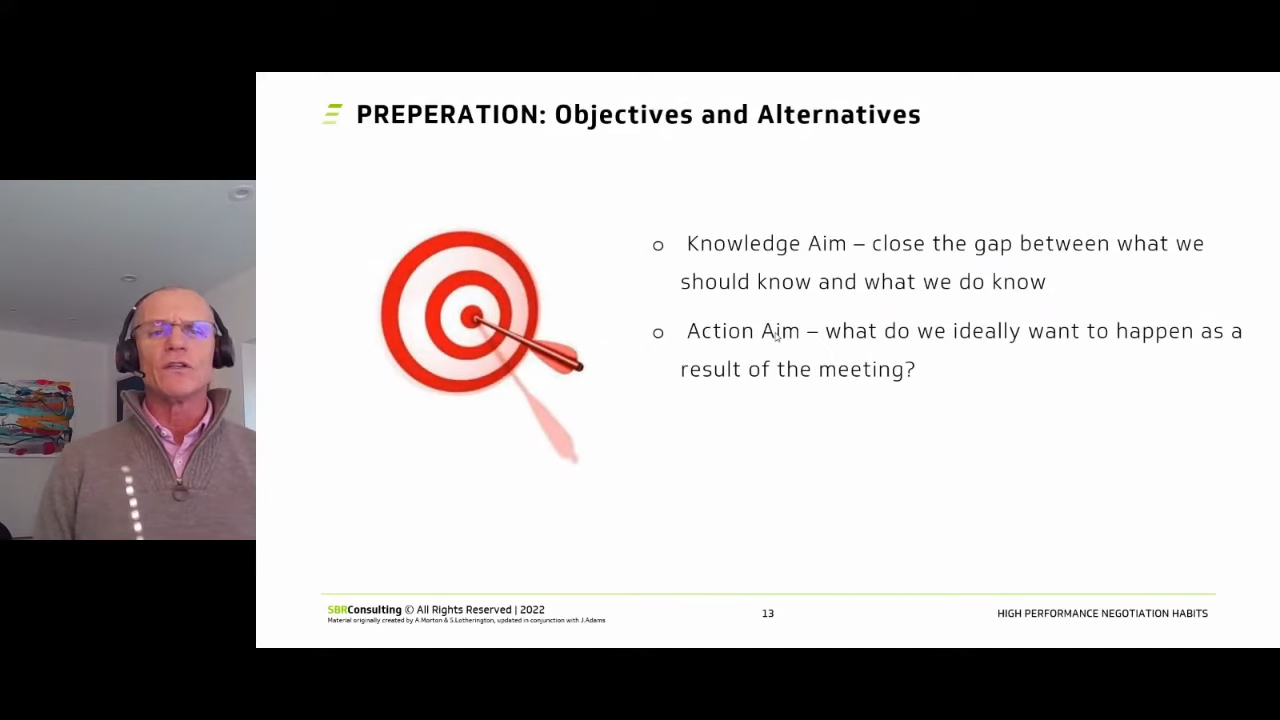 PREPERATION: Objectives and Alternatives
o Knowledge Aim – close the gap between what we
should know and what we do know
o Action Aim – what do we ideally want to happen as a
result of the meeting?
SBRConsulting © All Rights Reserved | 2022
Material originally created by A.Morton & S.Lotherington, updated in conjunction with J.Adams
13
HIGH PERFORMANCE NEGOTIATION HABITS